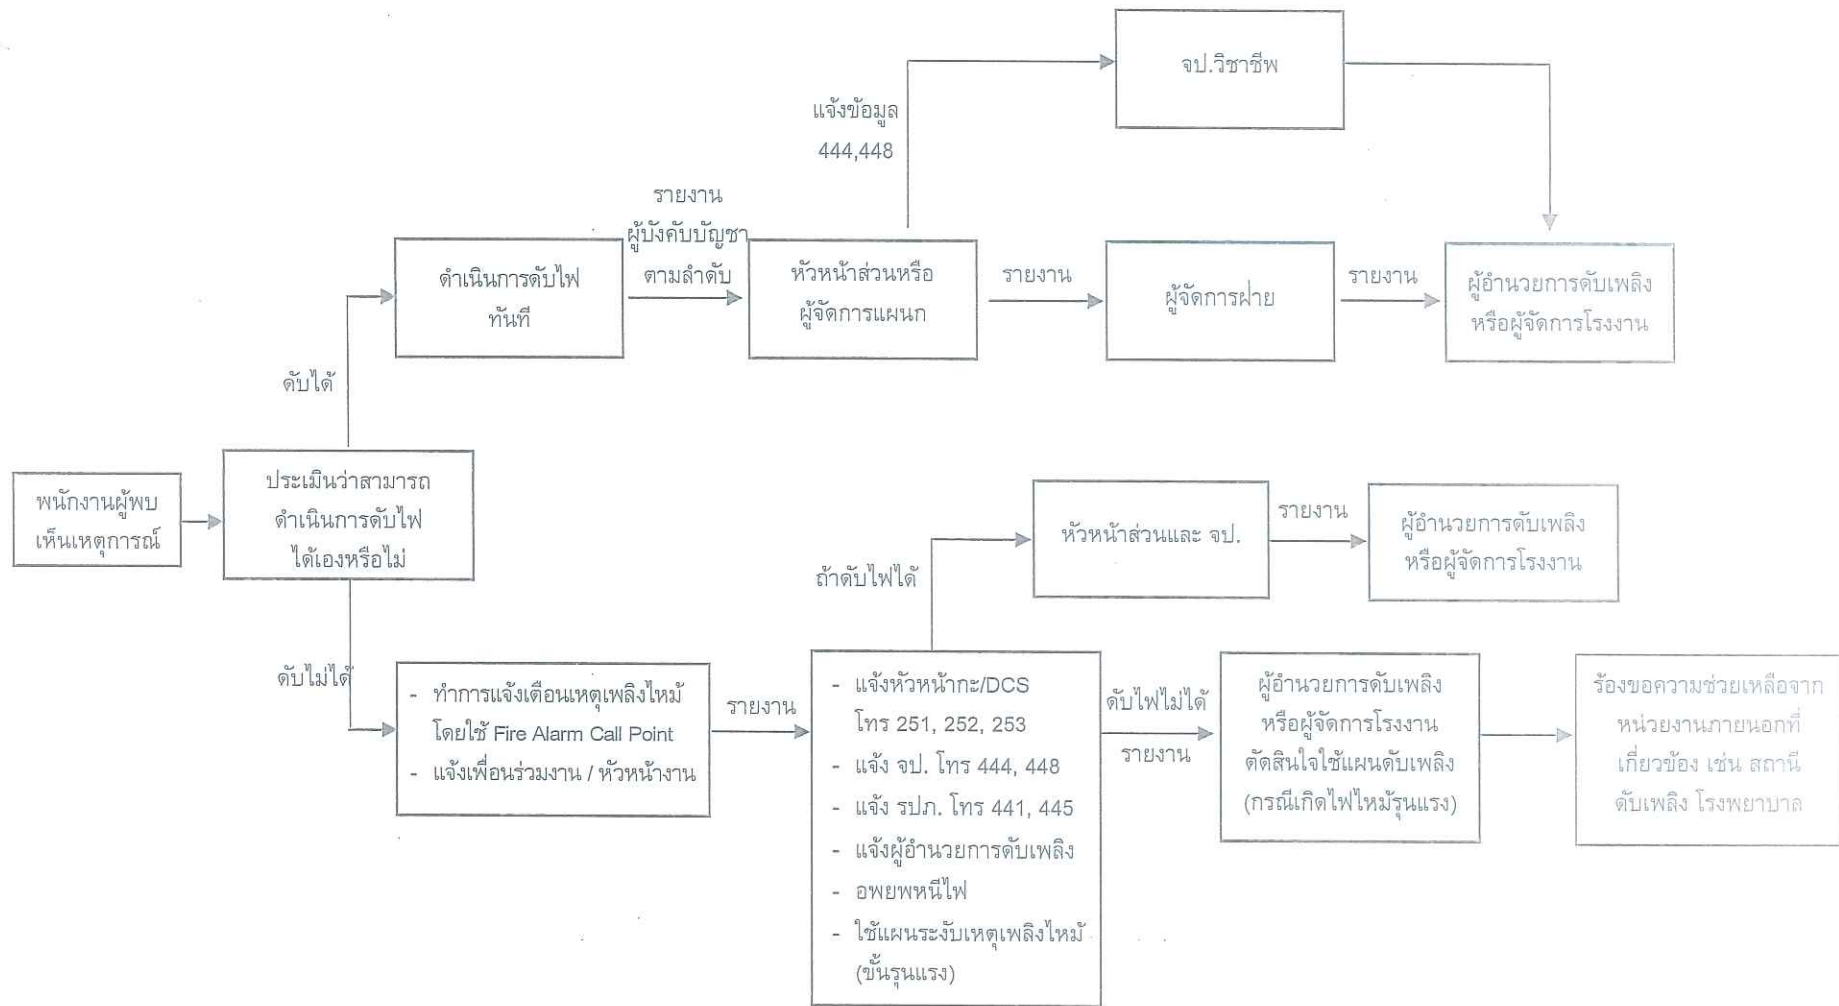 จป.วิชาชีพ
แจ้งข้อมูล
444,448
รายงาน
ผู้บังคับบัญชา
ตามลำดับ
ดำเนินการดับไฟ
ทันที
หัวหน้าส่วนหรือ
ผู้จัดการแผนก
รายงาน
ผู้จัดการฝ่าย
รายงาน
ผู้อำนวยการดับเพลิง
หรือผู้จัดการโรงงาน
ดับได้
พนักงานผู้พบ
เห็นเหตุการณ์
ประเมินว่าสามารถ
ดำเนินการดับไฟ
ได้เองหรือไม่
ดับไม่ได้
- ทำการแจ้งเตือนเหตุเพลิงไหม้
โดยใช้ Fire Alarm Call Point
- แจ้งเพื่อนร่วมงาน / หัวหน้างาน
รายงาน
ถ้าดับไฟได้
หัวหน้าส่วนและ จป.
รายงาน
ผู้อำนวยการดับเพลิง
หรือผู้จัดการโรงงาน
- แจ้งหัวหน้ากะ/DCS
โทร 251, 252, 253
- แจ้ง จป. โทร 444, 448
- แจ้ง รปภ. โทร 441, 445
- แจ้งผู้อำนวยการดับเพลิง
- อพยพหนีไฟ
- ใช้แผนระงับเหตุเพลิงไหม้
(ขั้นรุนแรง)
ดับไฟไม่ได้
รายงาน
ผู้อำนวยการดับเพลิง
หรือผู้จัดการโรงงาน
ตัดสินใจใช้แผนดับเพลิง
(กรณีเกิดไฟไหม้รุนแรง)
ร้องขอความช่วยเหลือจาก
หน่วยงานภายนอกที่
เกี่ยวข้อง เช่น สถานี
ดับเพลิง โรงพยาบาล